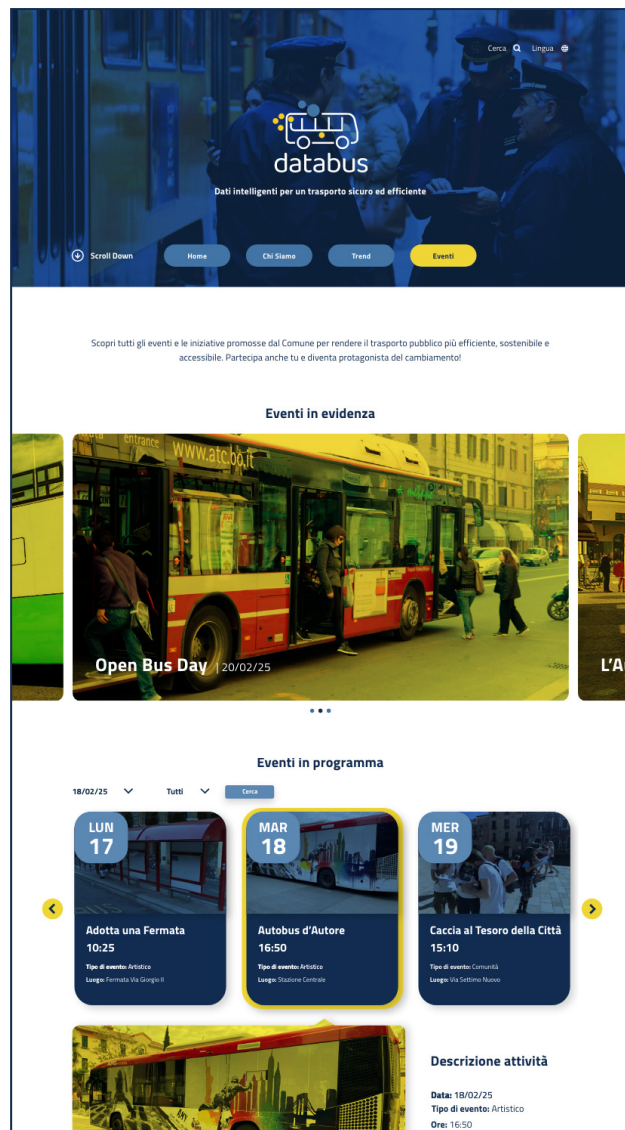 Cerca Lingua
databus
Dati intelligenti per un trasporto sicuro ed efficiente
Scroll Down Home Chi Siamo Trend Eventi
Scopri tutti gli eventi e le iniziative promosse dal Comune per rendere il trasporto pubblico più efficiente, sostenibile e
accessibile. Partecipa anche tu e diventa protagonista del cambiamento!
Eventi in evidenza
entrance
www.atc.bo.it
Open Bus Day | 20/02/25
L'A
Eventi in programma
18/02/25 Tutti Cerca
LUN
17
Adotta una Fermata
10:25
Tipo di evento: Artistico
Luogo: Fermata Via Giorgio II
MAR
18
Autobus d'Autore
16:50
Tipo di evento: Artistico
Luogo: Stazione Centrale
MER
19
Caccia al Tesoro della Città
15:10
Tipo di evento: Comunità
Luogo: Via Settimo Nuovo
Descrizione attività
Data: 18/02/25
Tipo di evento: Artistico
Ore: 16:50